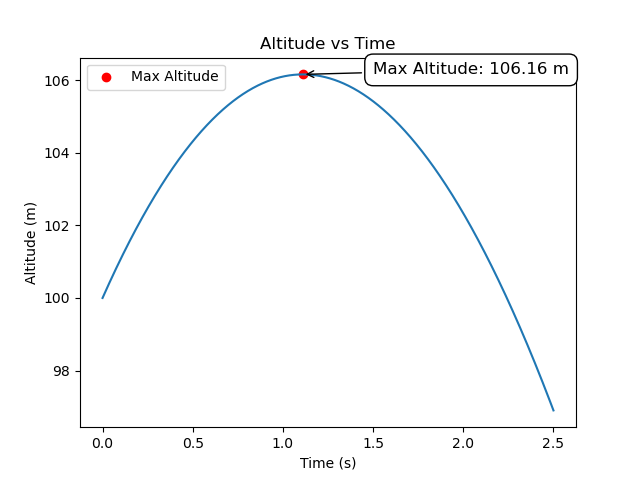 Altitude vs Time
Max Altitude
Max Altitude: 106.16 m
Altitude (m)
106
104
102
100
98
0.0 0.5 1.0 1.5 2.0 2.5
Time (s)